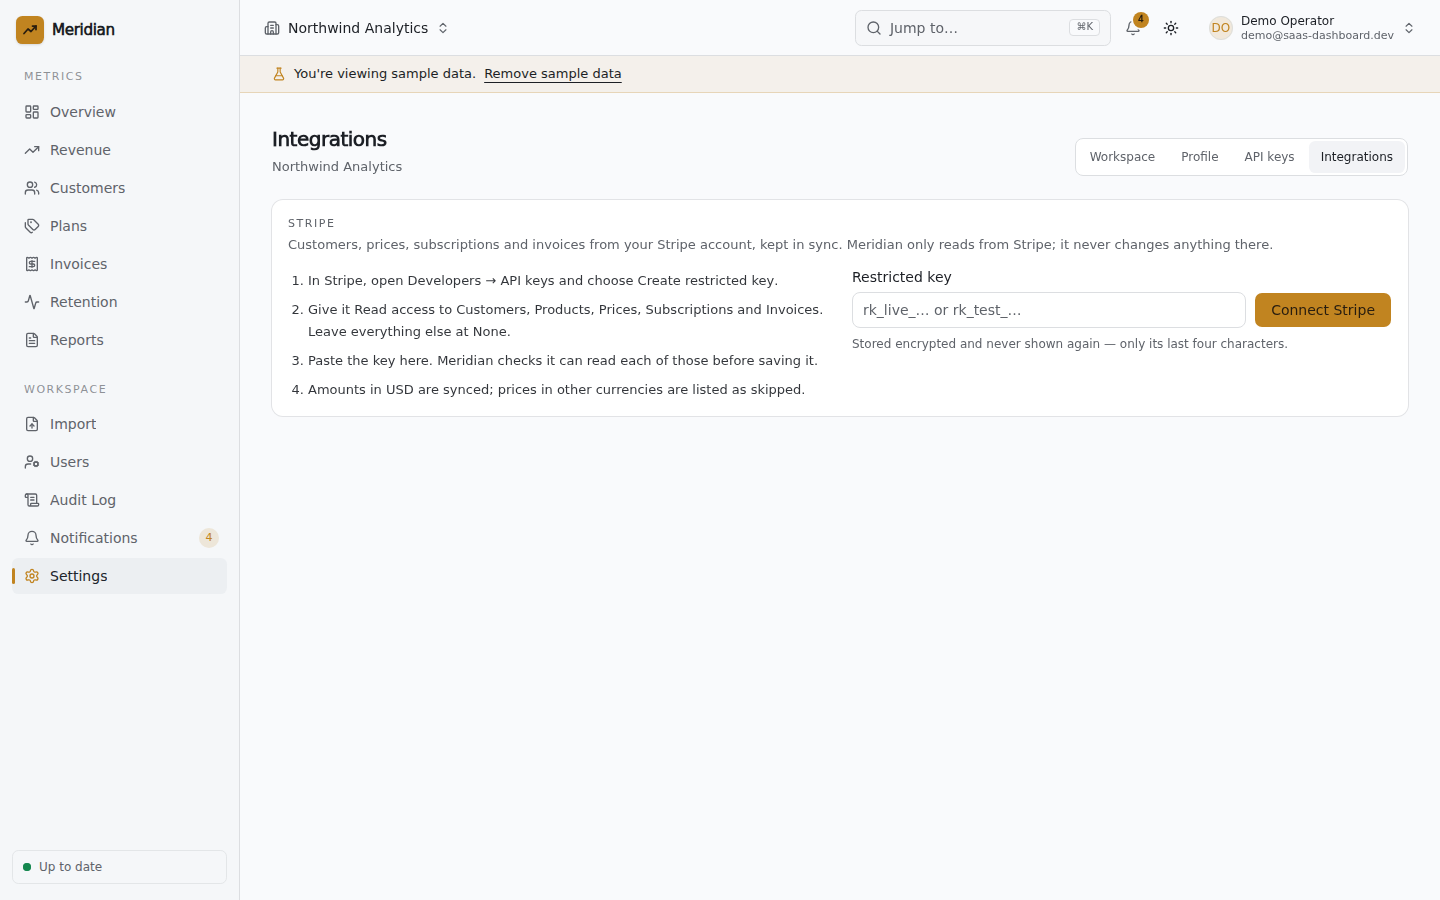 Meridian
METRICS
Overview
Revenue
Customers
Plans
Invoices
Retention
Reports
WORKSPACE
Import
Users
Audit Log
Notifications 4
Settings
Up to date
Northwind Analytics
Jump to… ⌘K
4
DO
Demo Operator
demo@saas-dashboard.dev
You're viewing sample data. Remove sample data
Integrations
Northwind Analytics
Workspace Profile API keys Integrations
STRIPE
Customers, prices, subscriptions and invoices from your Stripe account, kept in sync. Meridian only reads from Stripe; it never changes anything there.
1. In Stripe, open Developers → API keys and choose Create restricted key.
2. Give it Read access to Customers, Products, Prices, Subscriptions and Invoices.
Leave everything else at None.
3. Paste the key here. Meridian checks it can read each of those before saving it.
4. Amounts in USD are synced; prices in other currencies are listed as skipped.
Restricted key
rk_live_… or rk_test_…
Connect Stripe
Stored encrypted and never shown again — only its last four characters.